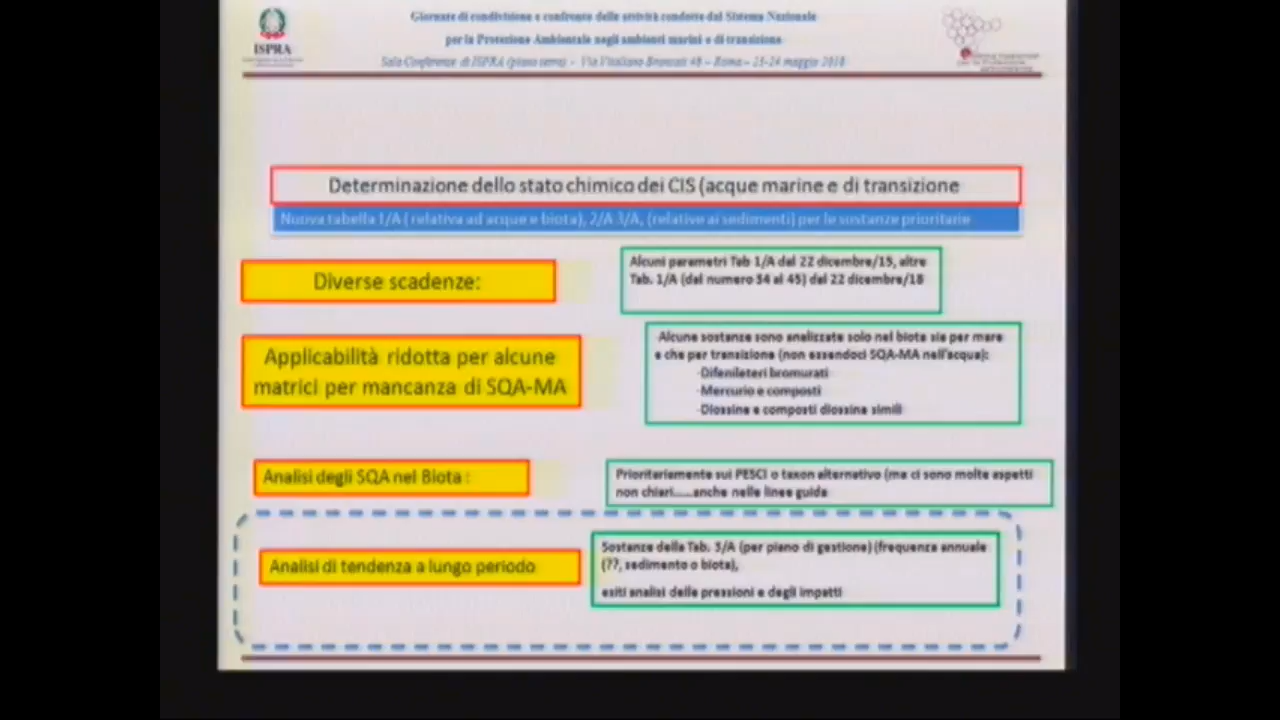 Giornate di condivisione e confronto delle attività condotte dal Sistema Nazionale
per la Protezione Ambientale negli ambienti marini e di transizione
Sala Conferenze di ISPRA (piano terra) - Via Vitaliano Brancati 48 – Roma – 23-24 maggio 2018
ISPRA
Determinazione dello stato chimico dei CIS (acque marine e di transizione
Nuova tabella 1/A ( relativa ad acque e biota), 2/A 3/A, (relative ai sedimenti) per le sostanze prioritarie
Diverse scadenze:
Alcuni parametri Tab 1/A dal 22 dicembre/15, altre
Tab. 1/A (dal numero 34 al 45) dal 22 dicembre/18
Applicabilità ridotta per alcune
matrici per mancanza di SQA-MA
Alcune sostanze sono analizzate solo nel biota sia per mare
e che per transizione (non essendoci SQA-MA nell'acqua):
-Difenileteri bromurati
-Mercurio e composti
-Diossine e composti diossina simili
Analisi degli SQA nel Biota :
Prioritariamente sui PESCI o taxon alternativo (ma ci sono molte aspetti
non chiari.....anche nelle linee guida
Analisi di tendenza a lungo periodo
Sostanze della Tab. 3/A (per piano di gestione) (frequenza annuale
(??, sedimento o biota),
esiti analisi delle pressioni e degli impatti